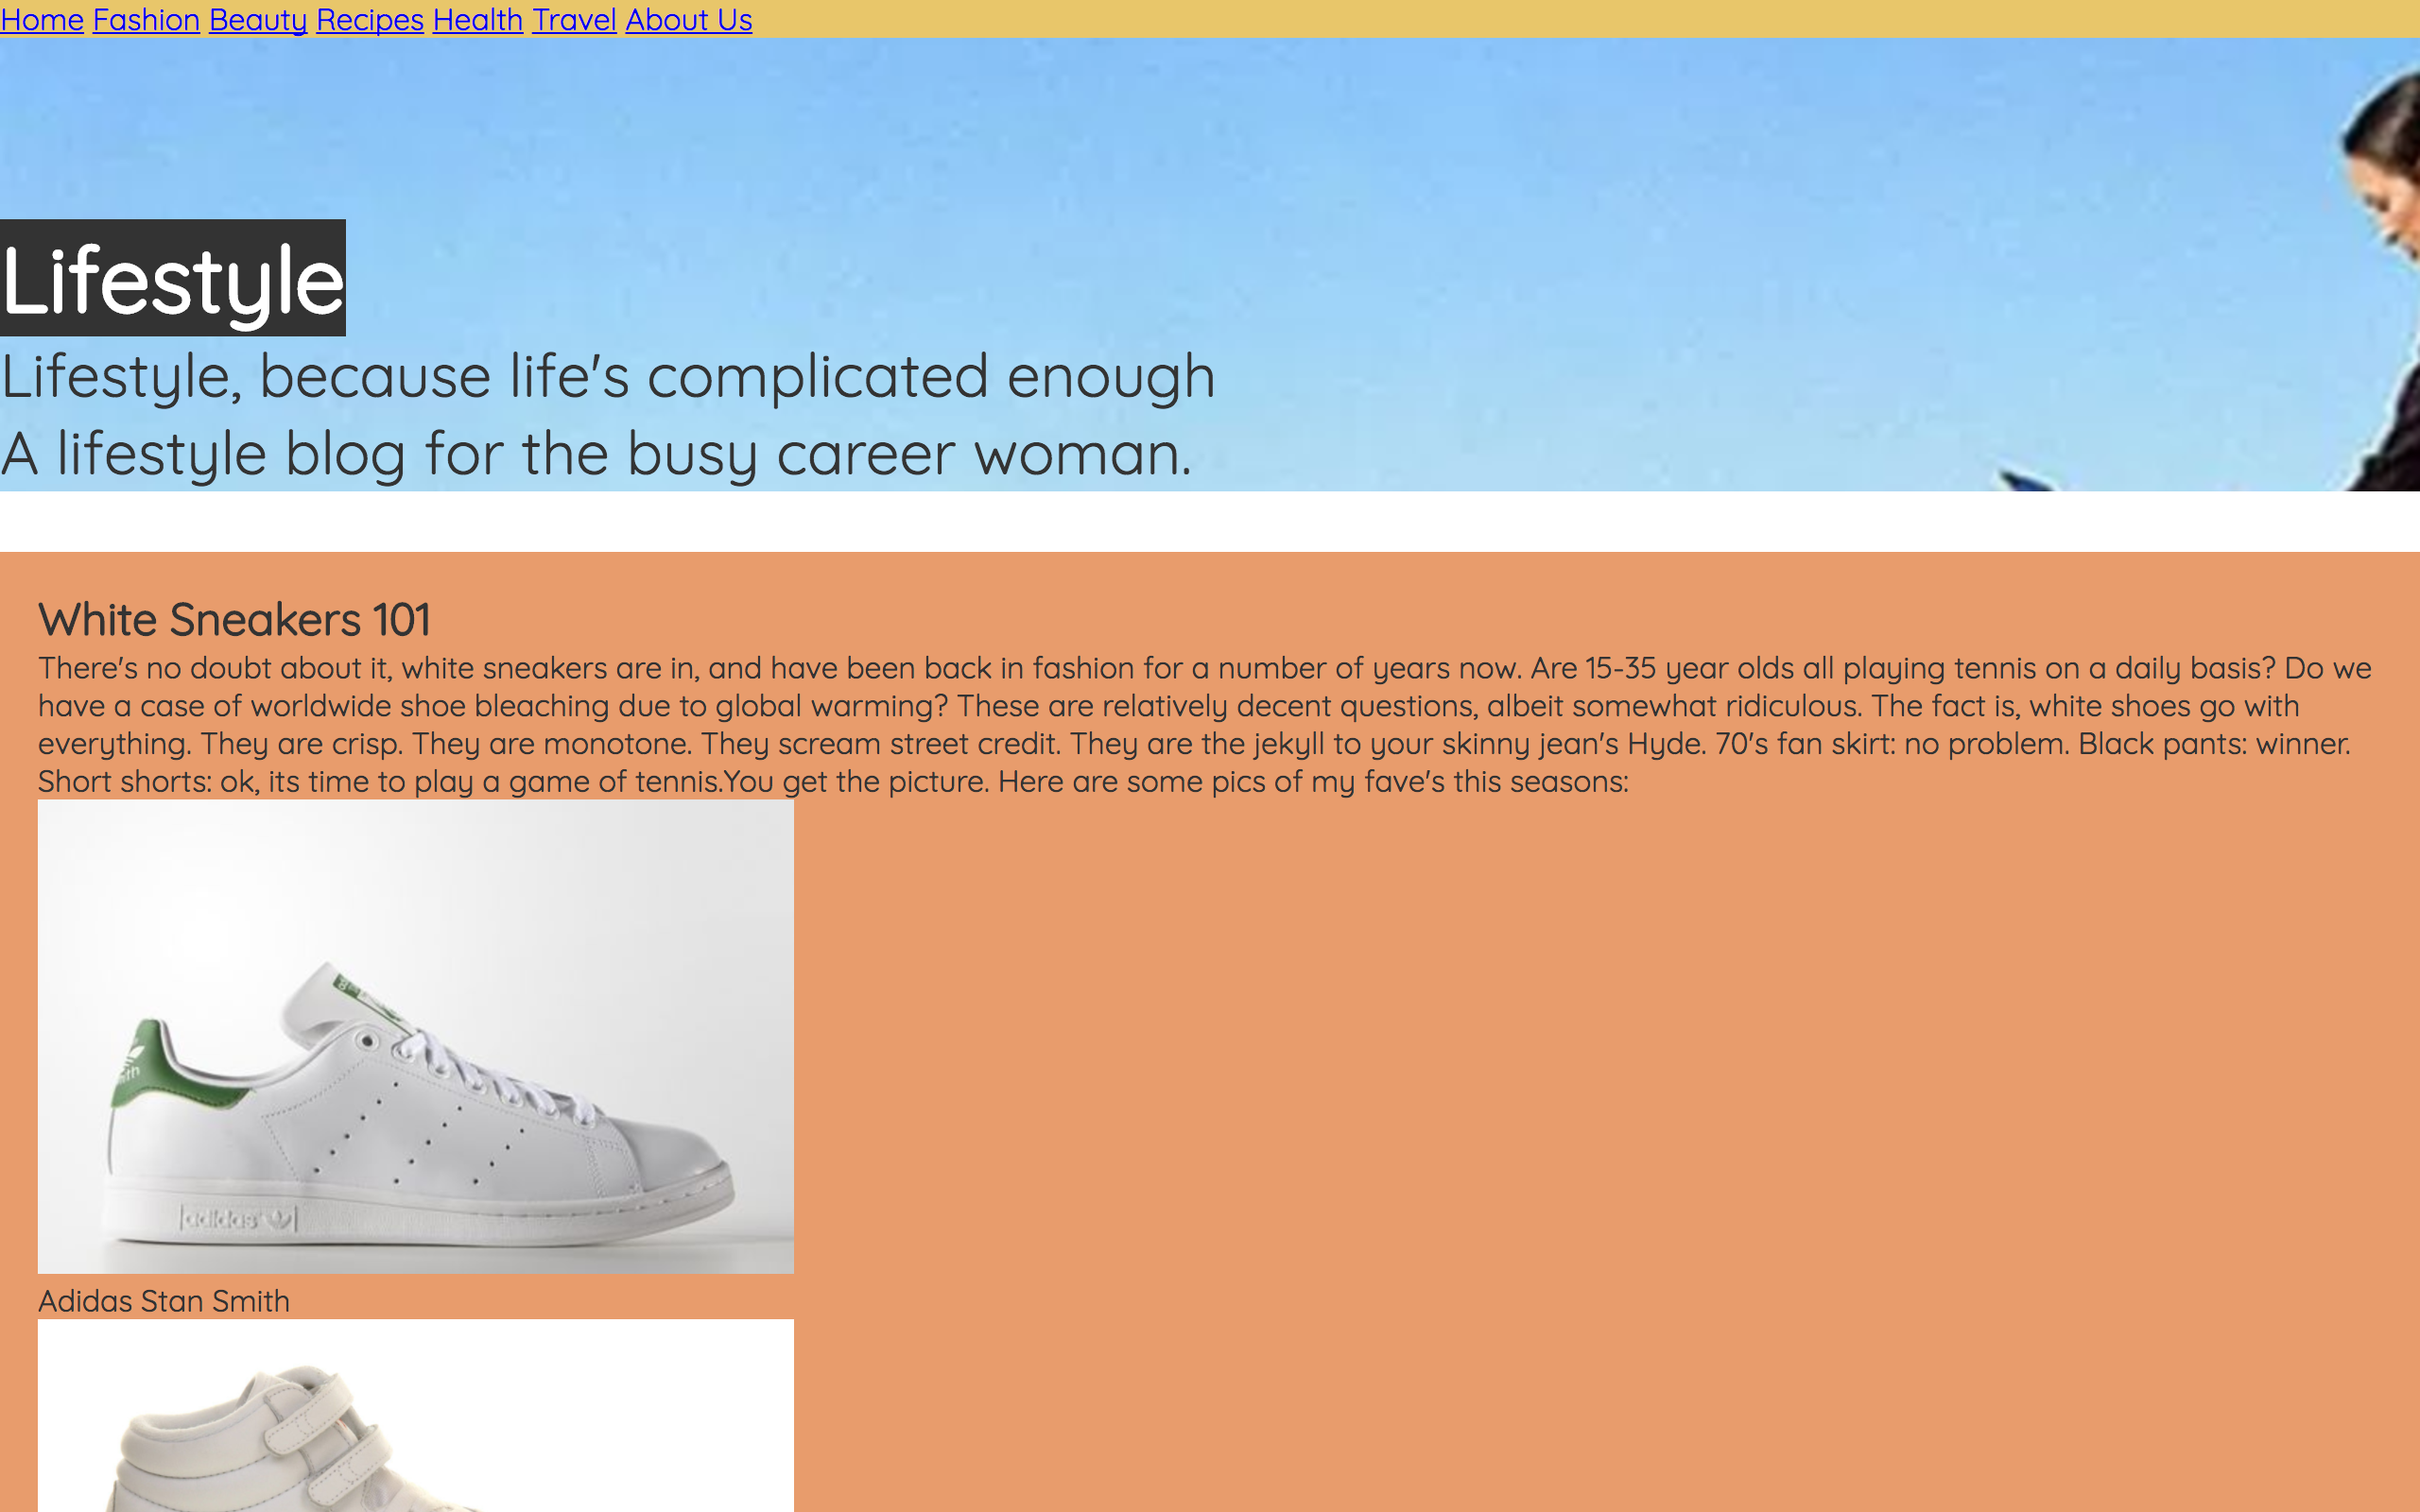 Home Fashion Beauty Recipes Health Travel About Us
Lifestyle
Lifestyle, because life's complicated enough
A lifestyle blog for the busy career woman.
White Sneakers 101
There's no doubt about it, white sneakers are in, and have been back in fashion for a number of years now. Are 15-35 year olds all playing tennis on a daily basis? Do we
have a case of worldwide shoe bleaching due to global warming? These are relatively decent questions, albeit somewhat ridiculous. The fact is, white shoes go with
everything. They are crisp. They are monotone. They scream street credit. They are the jekyll to your skinny jean's Hyde. 70's fan skirt: no problem. Black pants: winner.
Short shorts: ok, its time to play a game of tennis.You get the picture. Here are some pics of my fave's this seasons:
adidas
Adidas Stan Smith